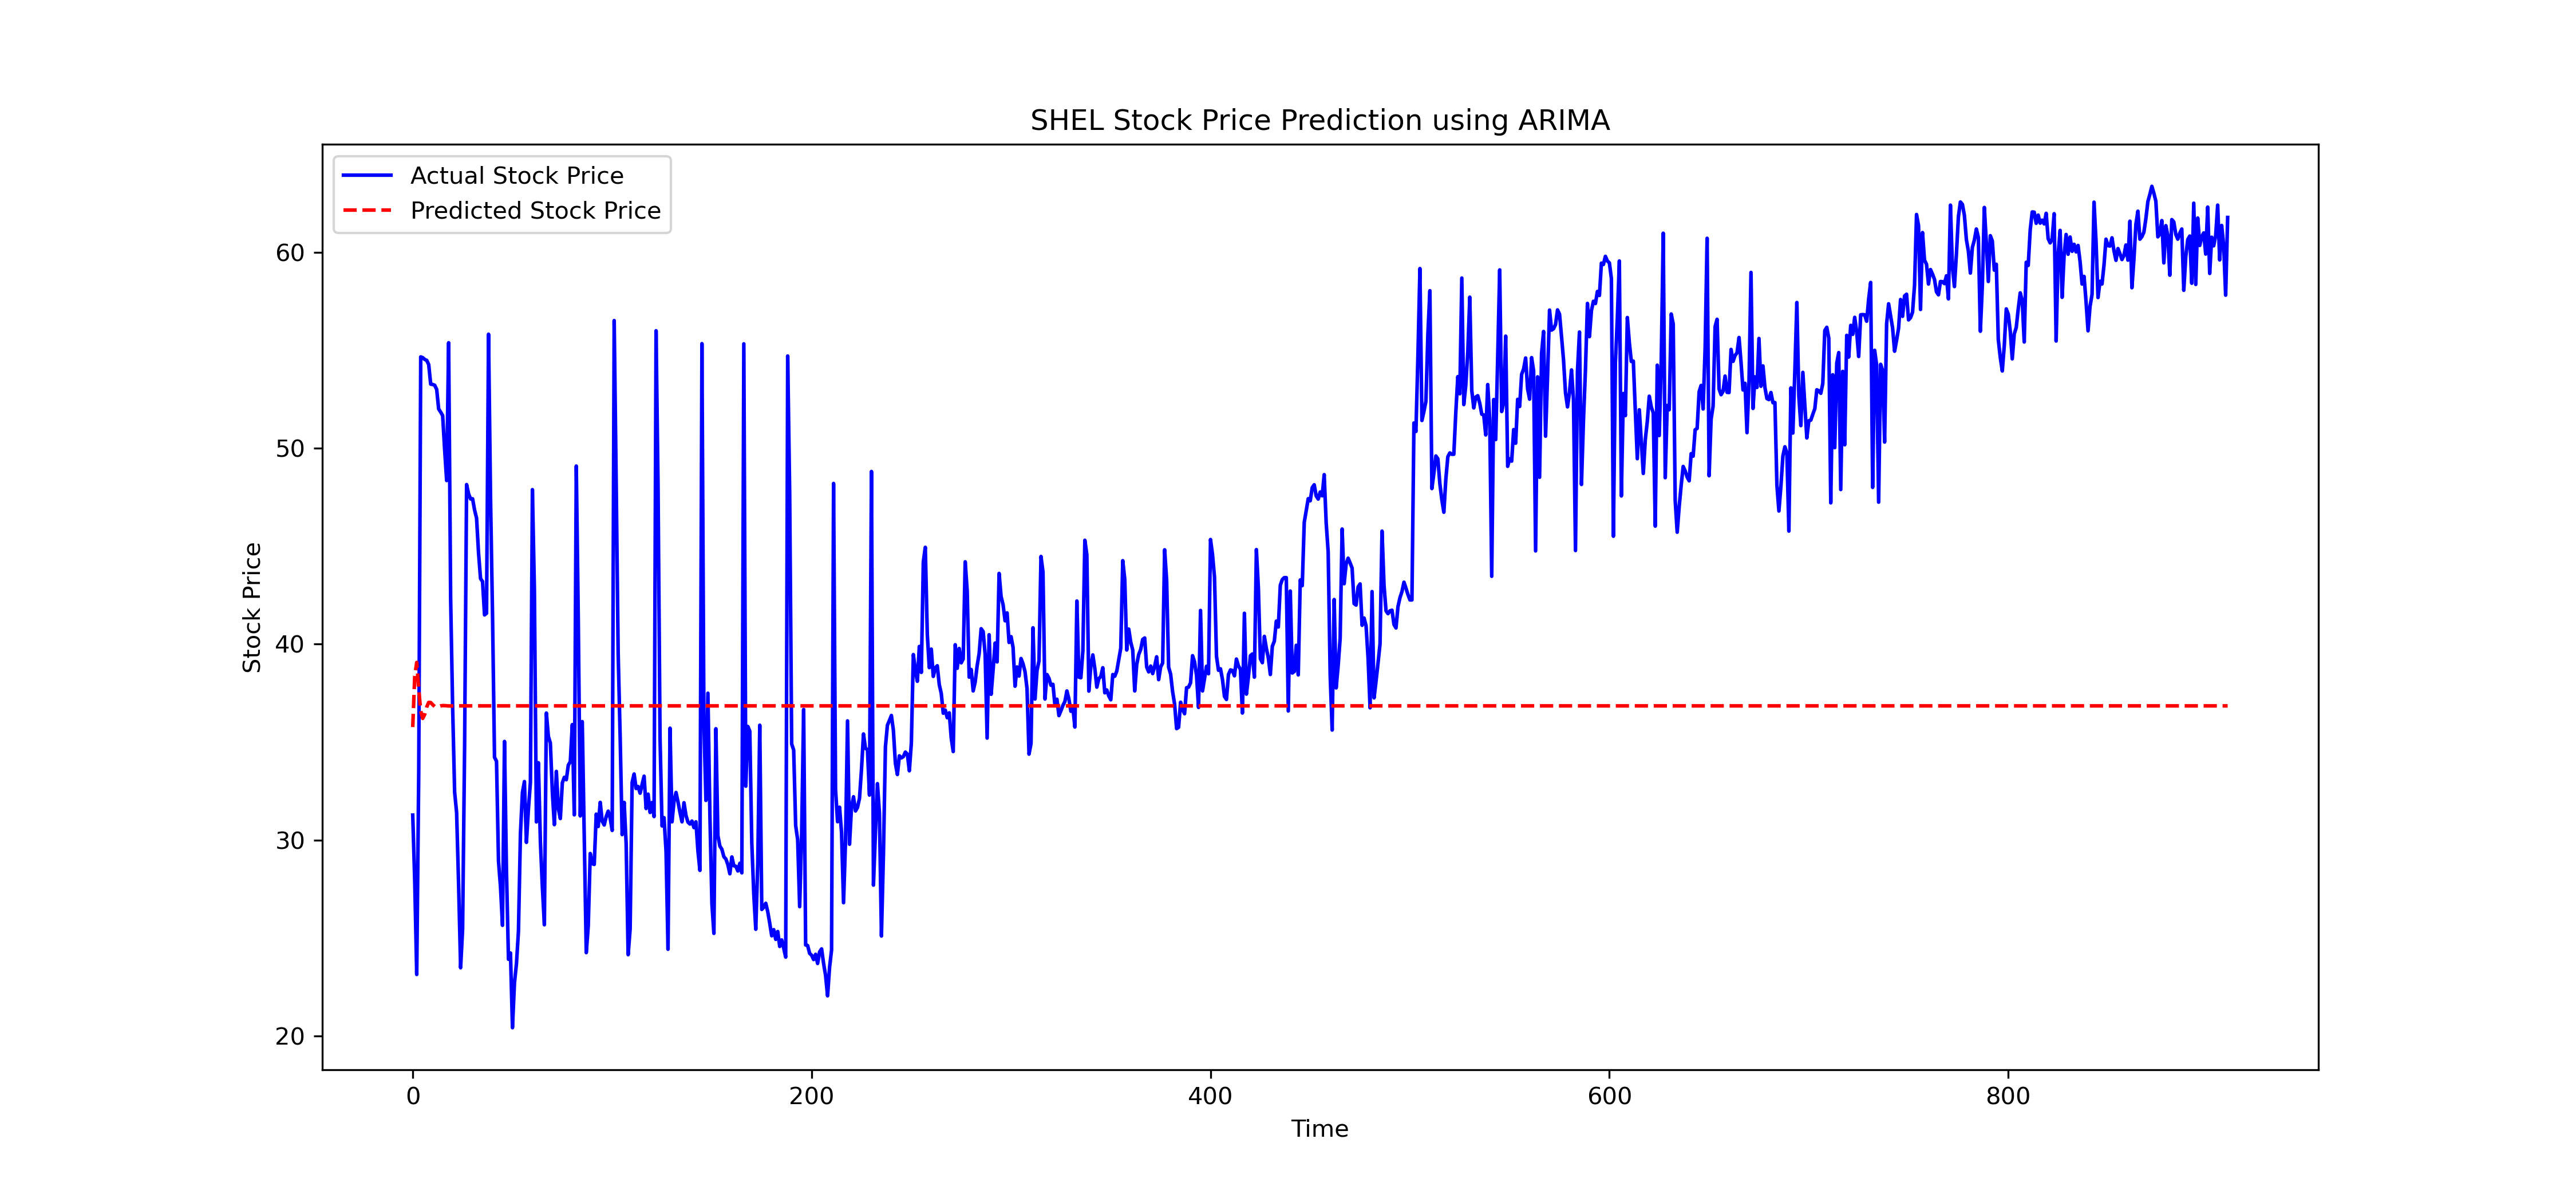 SHEL Stock Price Prediction using ARIMA
Actual Stock Price
Predicted Stock Price
60
50
40
30
20
Stock Price
0 200 400 600 800
Time